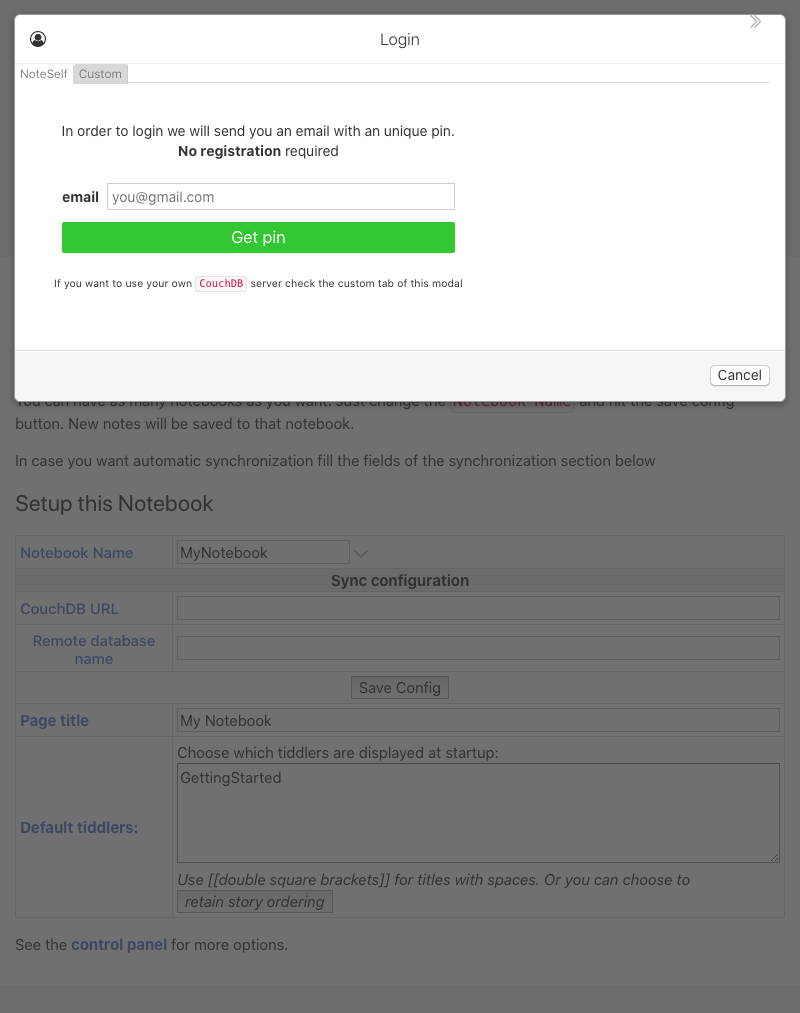 Login
NoteSelf Custom
In order to login we will send you an email with an unique pin.
No registration required
email you@gmail.com
Get pin
If you want to use your own CouchDB server check the custom tab of this modal
Cancel
You can have as many notebooks as you want. Just change the Notebook Name and hit the save config
button. New notes will be saved to that notebook.
In case you want automatic synchronization fill the fields of the synchronization section below
Setup this Notebook
Notebook Name MyNotebook
Sync configuration
CouchDB URL
Remote database
name
Save Config
Page title My Notebook
Choose which tiddlers are displayed at startup:
GettingStarted
Default tiddlers:
Use [[double square brackets]] for titles with spaces. Or you can choose to
retain story ordering
See the control panel for more options.